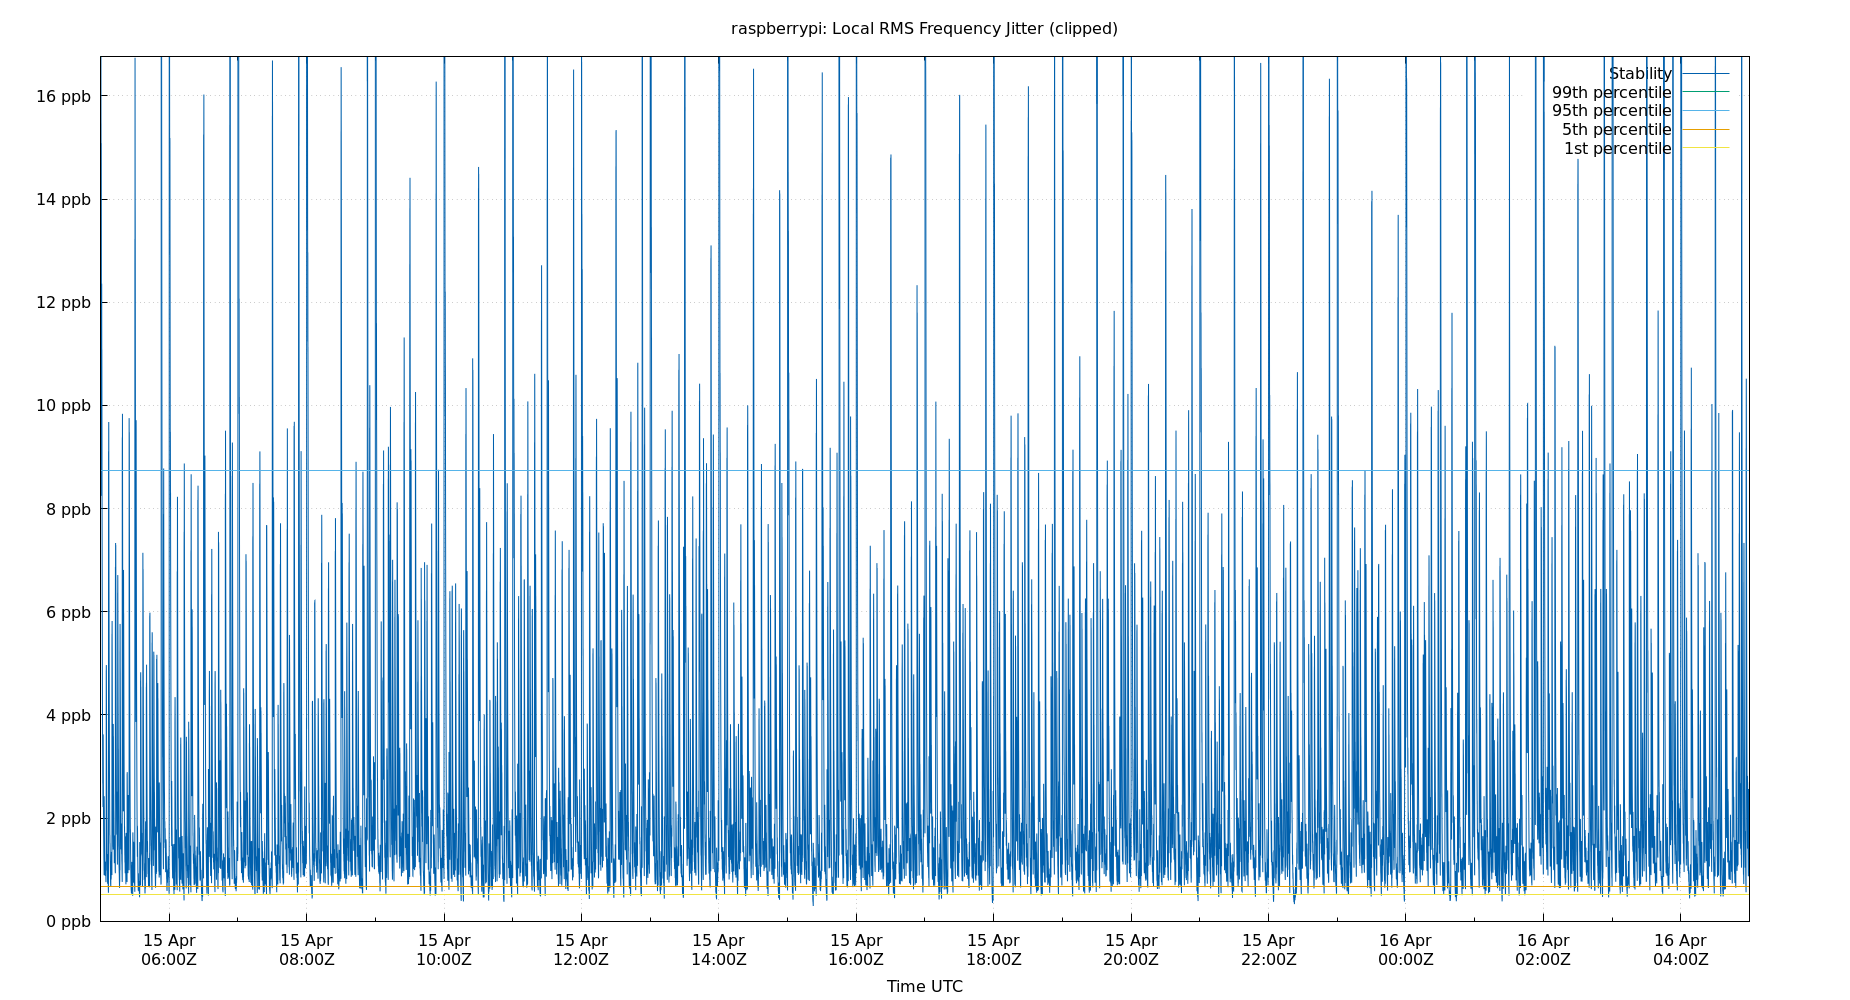 raspberrypi: Local RMS Frequency Jitter (clipped)
Stability
99th percentile
95th percentile
5th percentile
1st percentile
16 ppb
14 ppb
12 ppb
10 ppb
8 ppb
6 ppb
4 ppb
2 ppb
0 ppb
15 Apr 15 Apr 15 Apr 15 Apr 15 Apr 15 Apr 15 Apr 15 Apr 15 Apr 16 Apr 16 Apr 16 Apr
06:00Z 08:00Z 10:00Z 12:00Z 14:00Z 16:00Z 18:00Z 20:00Z 22:00Z 00:00Z 02:00Z 04:00Z
Time UTC